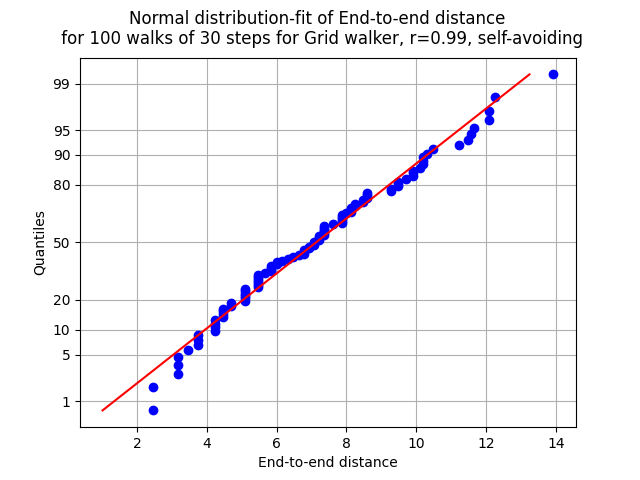 Normal distribution-fit of End-to-end distance
for 100 walks of 30 steps for Grid walker, r=0.99, self-avoiding
99
95
90
80
50
20
10
5
1
Quantiles
2 4 6 8 10 12 14
End-to-end distance